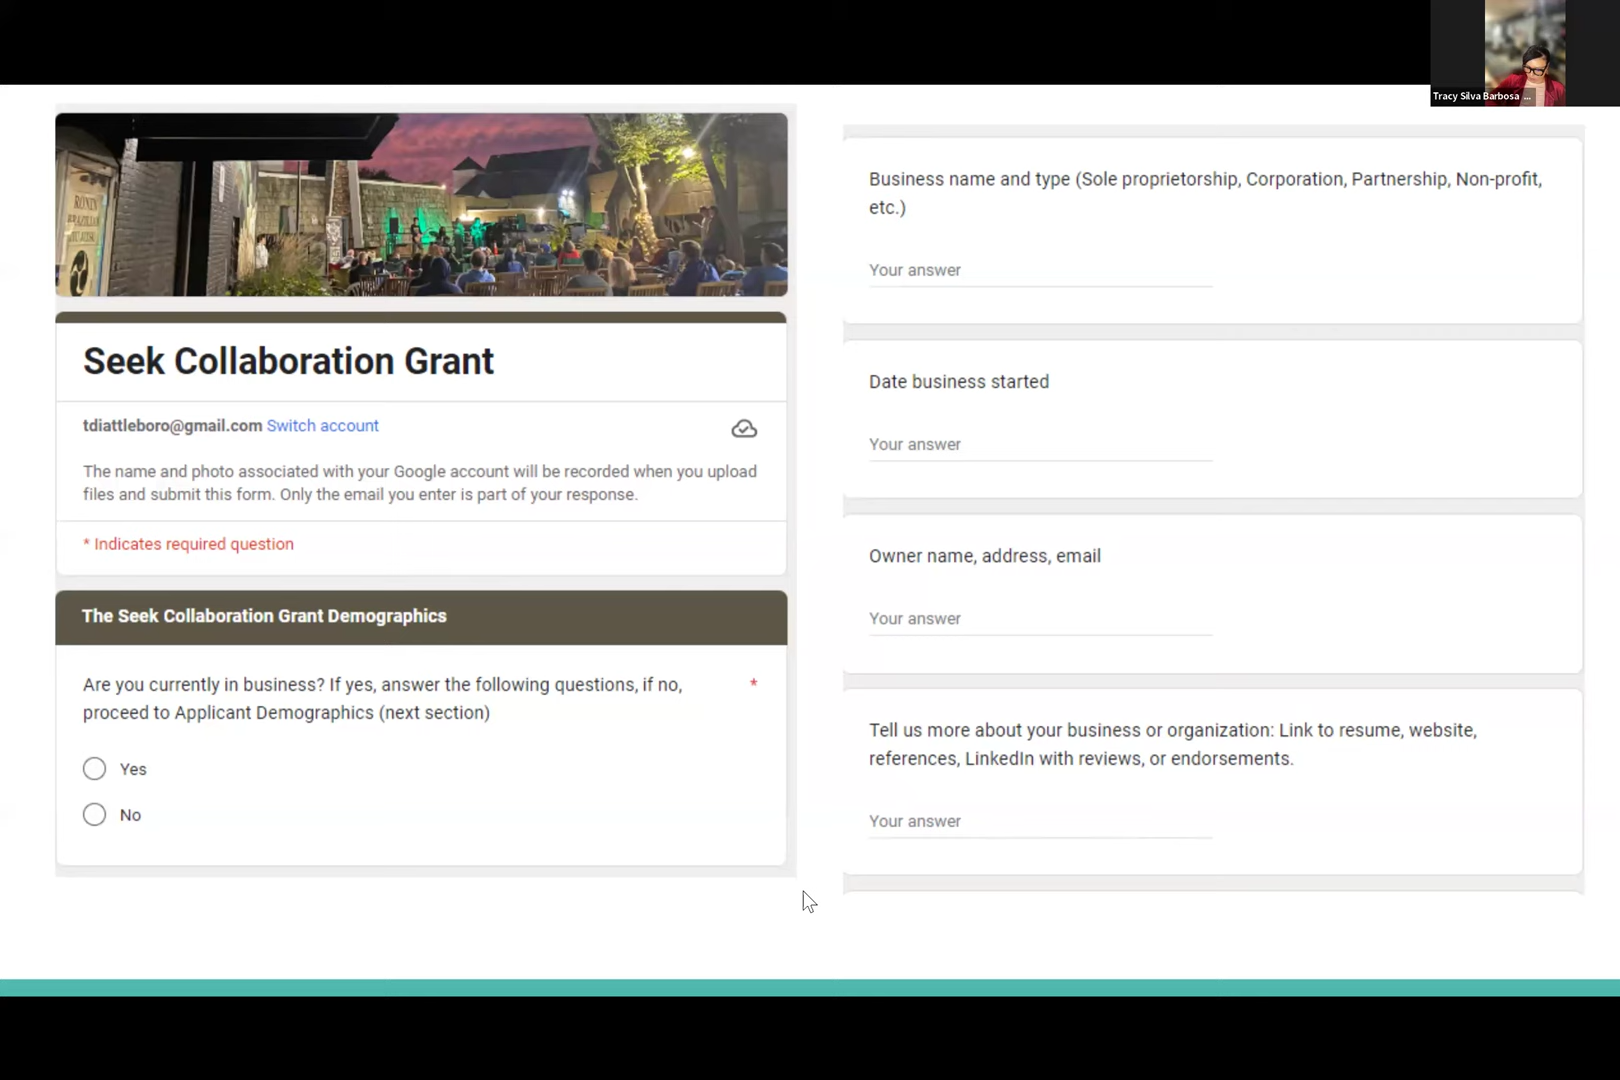 Tracy Silva Barbosa ...
RONIN
BRAZILIAN
Seek Collaboration Grant
tdiattleboro@gmail.com Switch account
The name and photo associated with your Google account will be recorded when you upload
files and submit this form. Only the email you enter is part of your response.
* Indicates required question
The Seek Collaboration Grant Demographics
Are you currently in business? If yes, answer the following questions, if no, *
proceed to Applicant Demographics (next section)
Yes
No
Business name and type (Sole proprietorship, Corporation, Partnership, Non-profit,
etc.)
Your answer
Date business started
Your answer
Owner name, address, email
Your answer
Tell us more about your business or organization: Link to resume, website,
references, LinkedIn with reviews, or endorsements.
Your answer